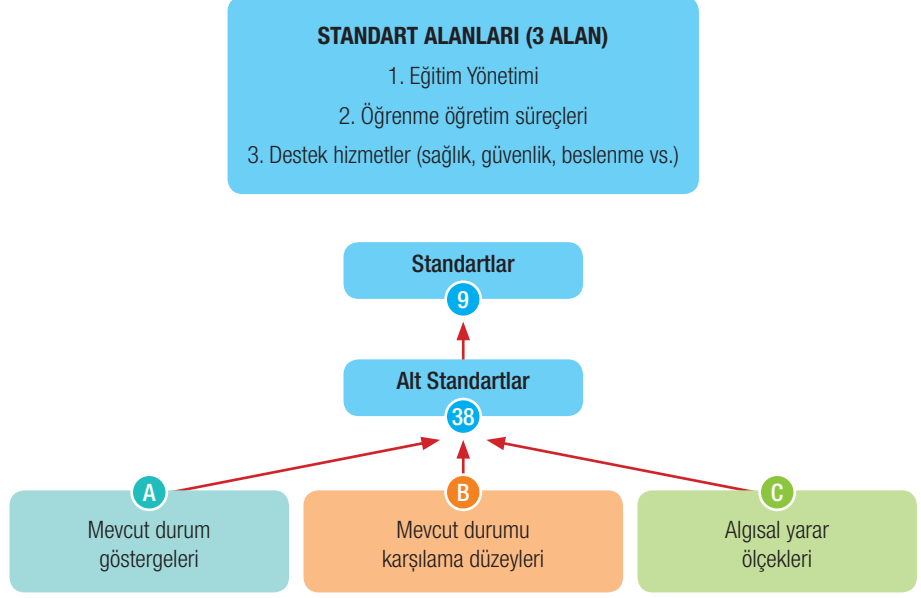 STANDART ALANLARI (3 ALAN)
1. Eğitim Yönetimi
2. Öğrenme öğretim süreçleri
3. Destek hizmetler (sağlık, güvenlik, beslenme vs.)
Standartlar
9
Alt Standartlar
38
A
Mevcut durum
göstergeleri
B
Mevcut durumu
karşılama düzeyleri
C
Algısal yarar
ölçekleri